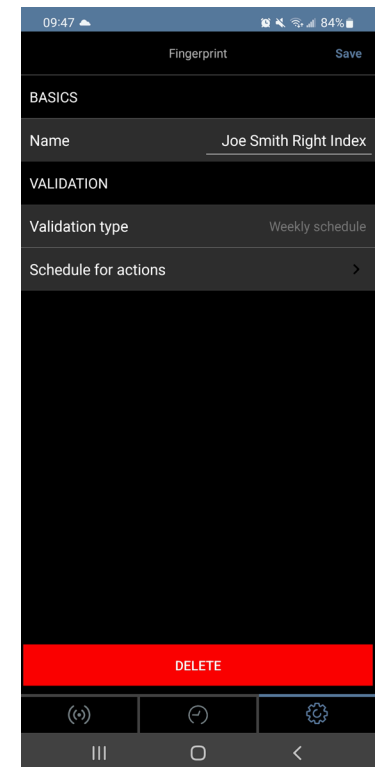 09:47 84%
Fingerprint Save
BASICS
Name Joe Smith Right Index
VALIDATION
Validation type Weekly schedule
Schedule for actions
DELETE